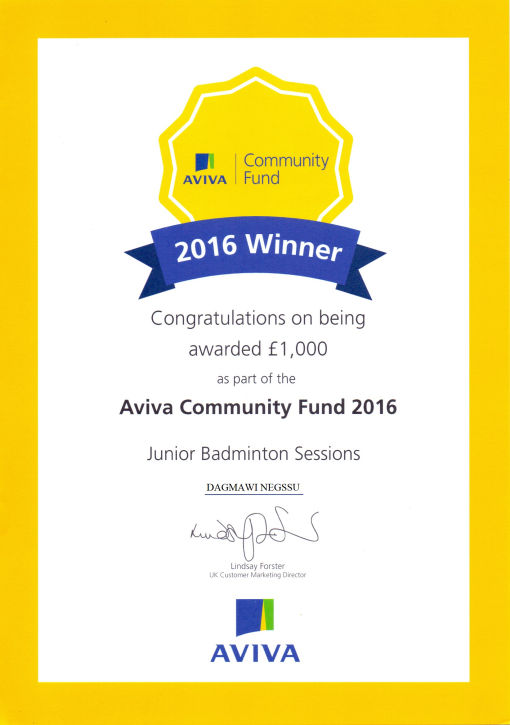 AVIVA
Community
Fund
2016 Winner
Congratulations on being
awarded £1,000
as part of the
Aviva Community Fund 2016
Junior Badminton Sessions
DAGMAWI NEGSSU
Lindsay Forster
UK Customer Marketing Director
AVIVA